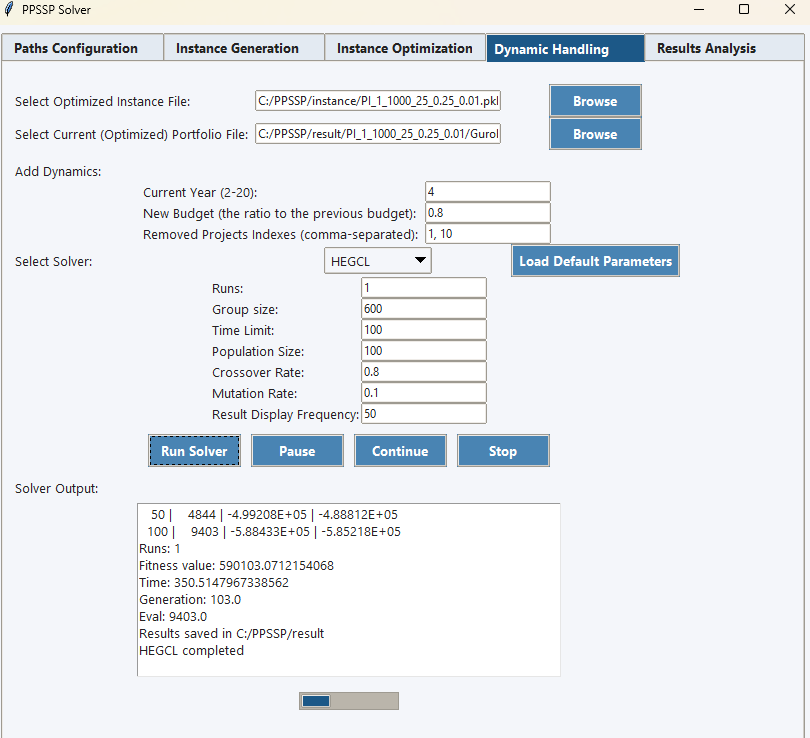 PPSSP Solver
Paths Configuration Instance Generation Instance Optimization Dynamic Handling Results Analysis
Select Optimized Instance File: C:/PPSSP/instance/PI_1_1000_25_0.25_0.01.pkl Browse
Select Current (Optimized) Portfolio File: C:/PPSSP/result/PI_1_1000_25_0.25_0.01/Gurol Browse
Add Dynamics:
Current Year (2-20): 4
New Budget (the ratio to the previous budget): 0.8
Removed Projects Indexes (comma-separated): 1, 10
Select Solver: HEGCL Load Default Parameters
Runs: 1
Group size: 600
Time Limit: 100
Population Size: 100
Crossover Rate: 0.8
Mutation Rate: 0.1
Result Display Frequency: 50
Run Solver Pause Continue Stop
Solver Output:
50 | 4844 | -4.99208E+05 | -4.88812E+05
100 | 9403 | -5.88433E+05 | -5.85218E+05
Runs: 1
Fitness value: 590103.0712154068
Time: 350.5147967338562
Generation: 103.0
Eval: 9403.0
Results saved in C:/PPSSP/result
HEGCL completed